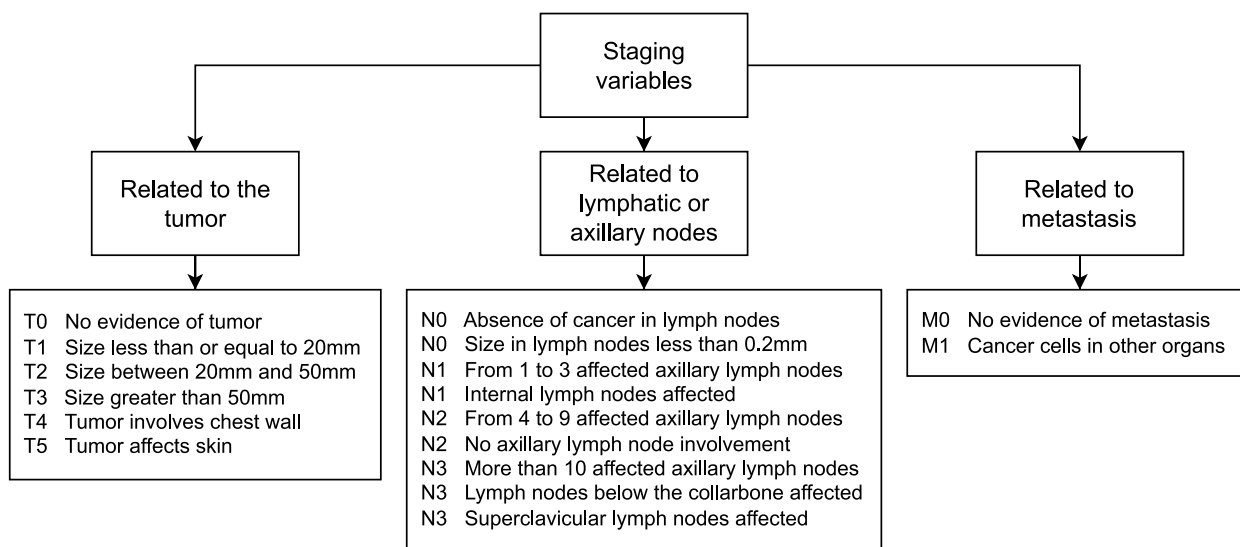 Staging
variables
Related to the
tumor
Related to
lymphatic or
axillary nodes
Related to
metastasis
T0 No evidence of tumor
T1 Size less than or equal to 20mm
T2 Size between 20mm and 50mm
T3 Size greater than 50mm
T4 Tumor involves chest wall
T5 Tumor affects skin
N0 Absence of cancer in lymph nodes
N0 Size in lymph nodes less than 0.2mm
N1 From 1 to 3 affected axillary lymph nodes
N1 Internal lymph nodes affected
N2 From 4 to 9 affected axillary lymph nodes
N2 No axillary lymph node involvement
N3 More than 10 affected axillary lymph nodes
N3 Lymph nodes below the collarbone affected
N3 Superclavicular lymph nodes affected
M0 No evidence of metastasis
M1 Cancer cells in other organs